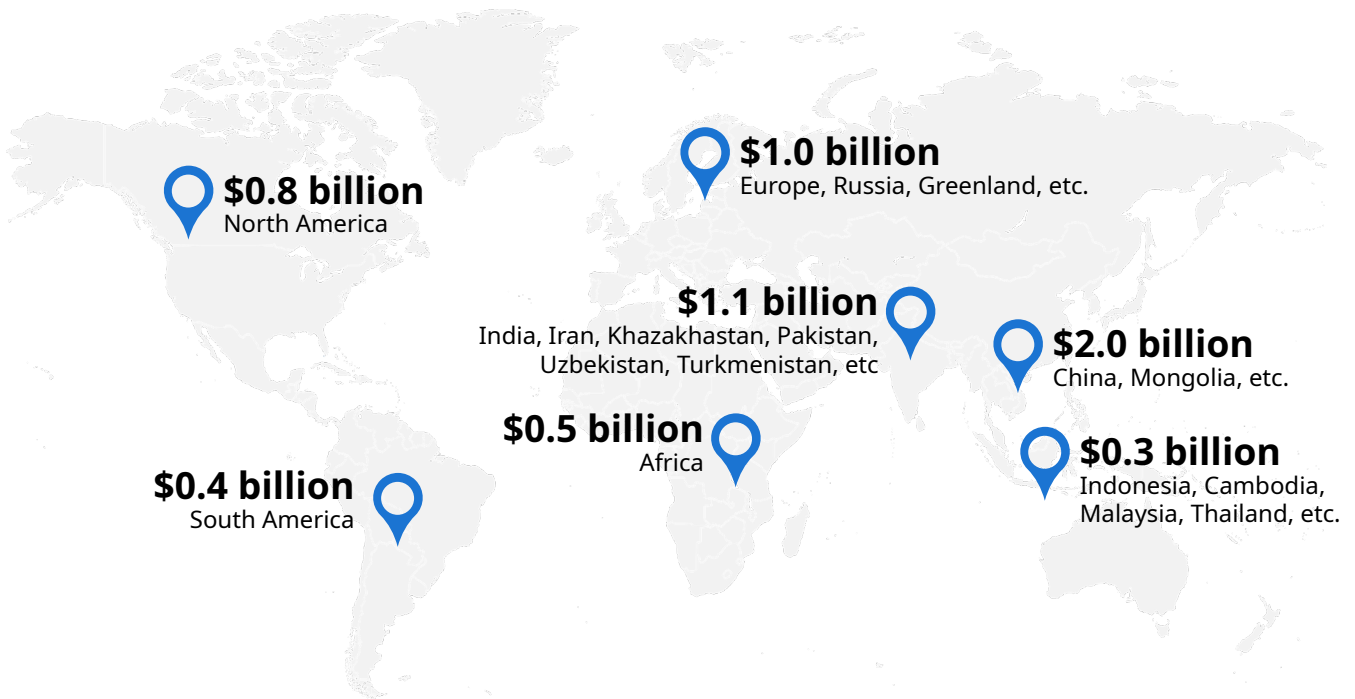 $1.0 billion
Europe, Russia, Greenland, etc.
$0.8 billion
North America
$1.1 billion
India, Iran, Khazakhastan, Pakistan,
Uzbekistan, Turkmenistan, etc
$2.0 billion
China, Mongolia, etc.
$0.5 billion
Africa
$0.3 billion
Indonesia, Cambodia,
Malaysia, Thailand, etc.
$0.4 billion
South America